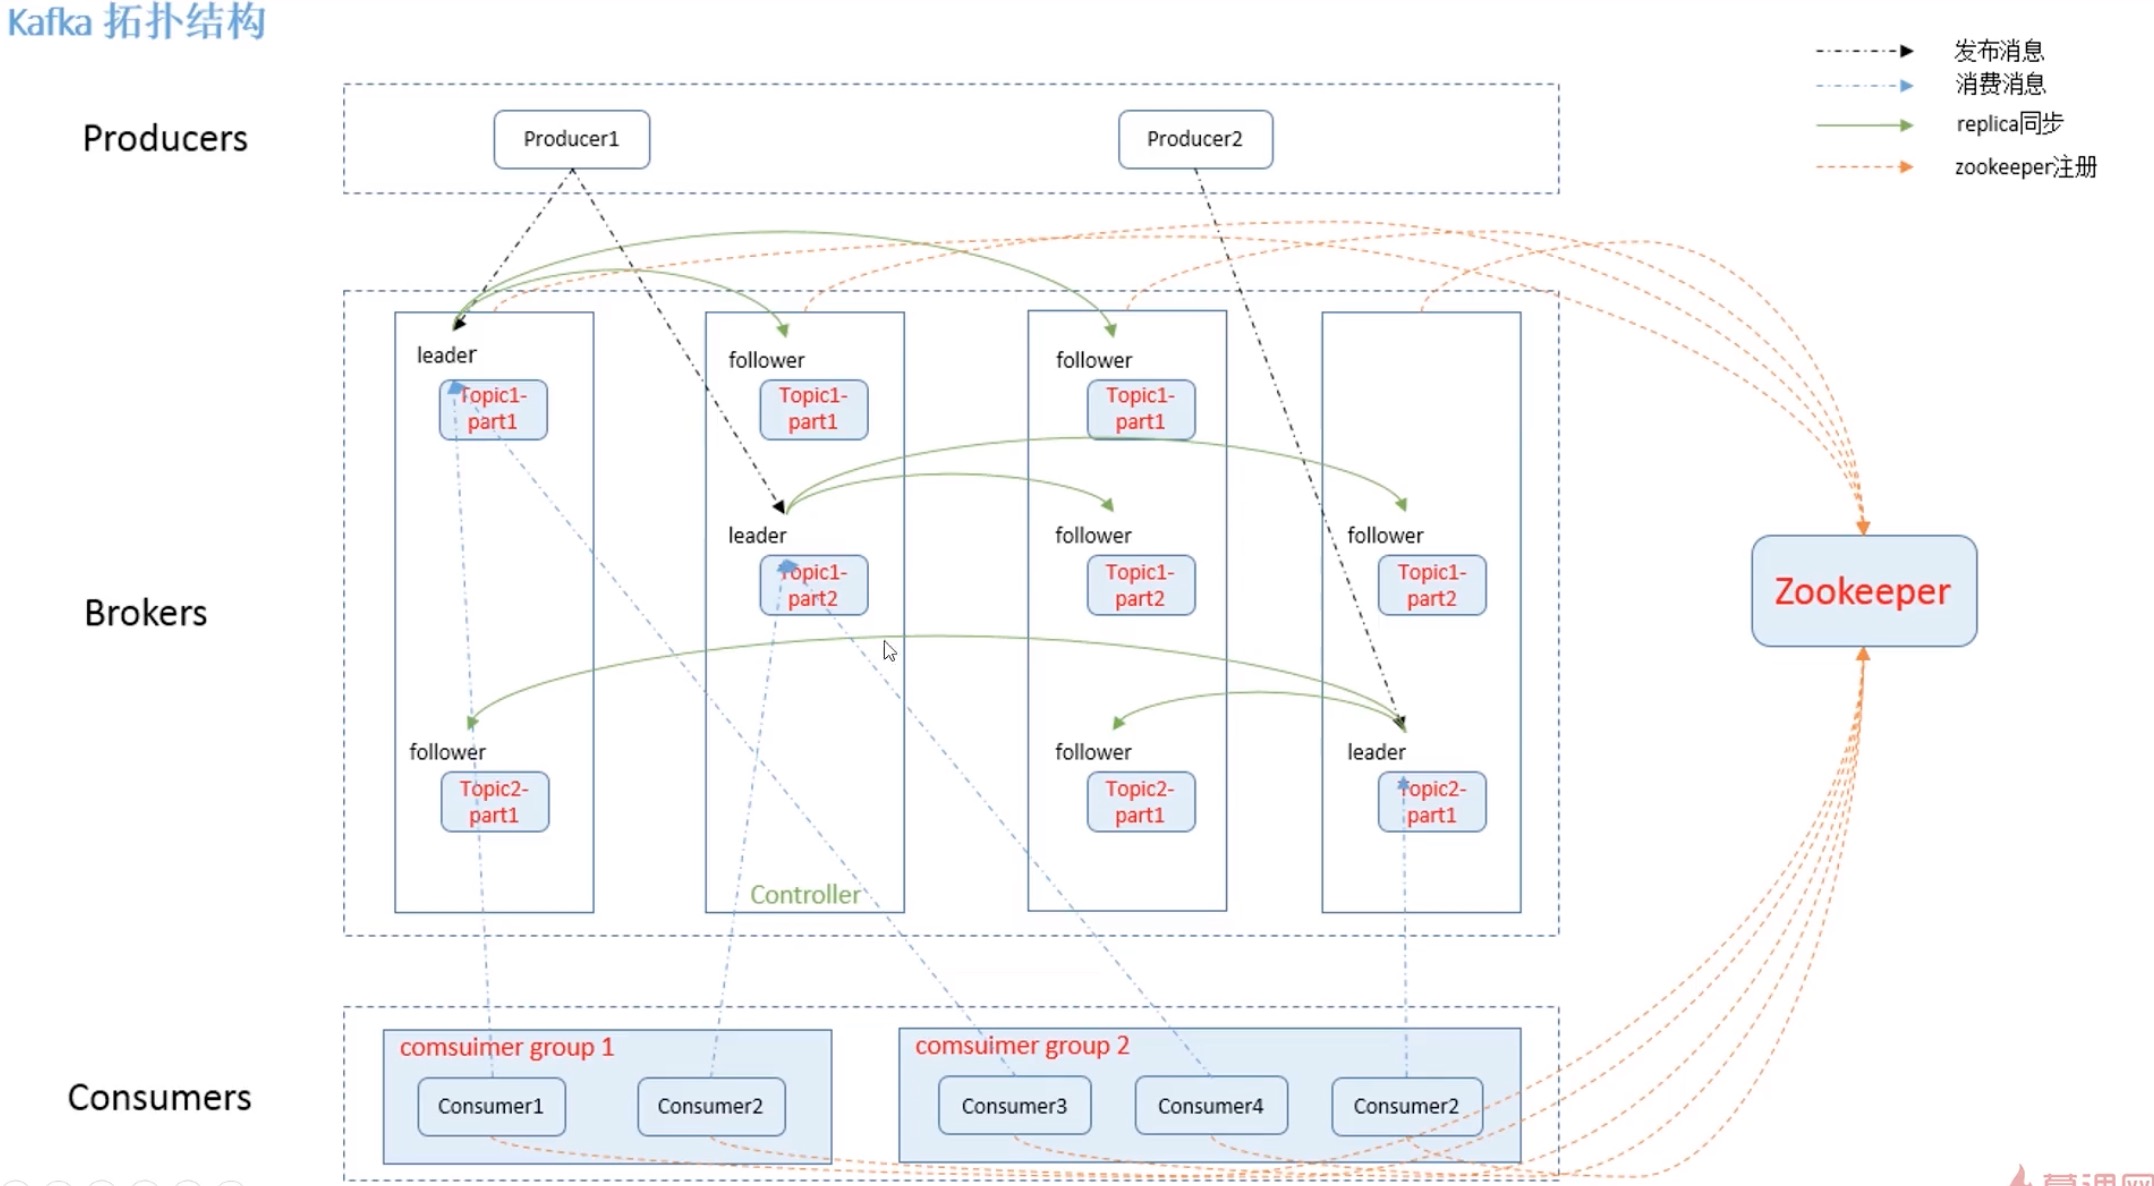 Kafka 拓扑结构
发布消息
消费消息
replica同步
zookeeper注册
Producers
Producer1
Producer2
Brokers
leader
Topic1-
part1
follower
Topic1-
part1
follower
Topic1-
part1
leader
Topic1-
part2
follower
Topic1-
part2
follower
Topic1-
part2
Zookeeper
follower
Topic2-
part1
follower
Topic2-
part1
leader
Topic2-
part1
Controller
Consumers
comsuimer group 1
Consumer1
Consumer2
comsuimer group 2
Consumer3
Consumer4
Consumer2